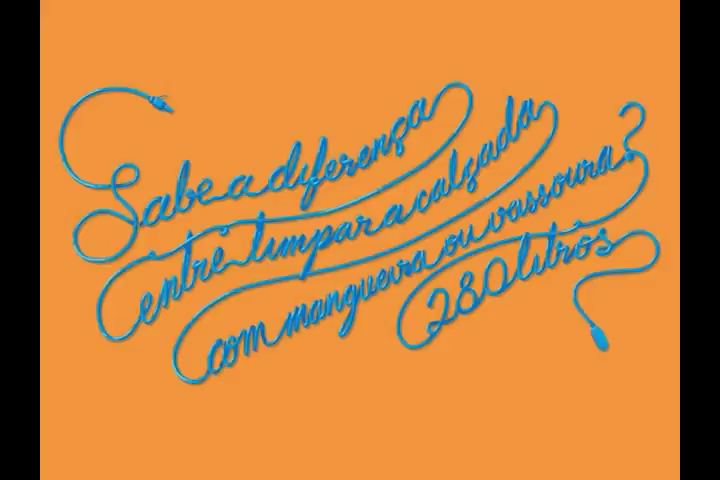 Sabe a diferença
entre limpar a calçada
com mangueira ou vassoura?
280 litros